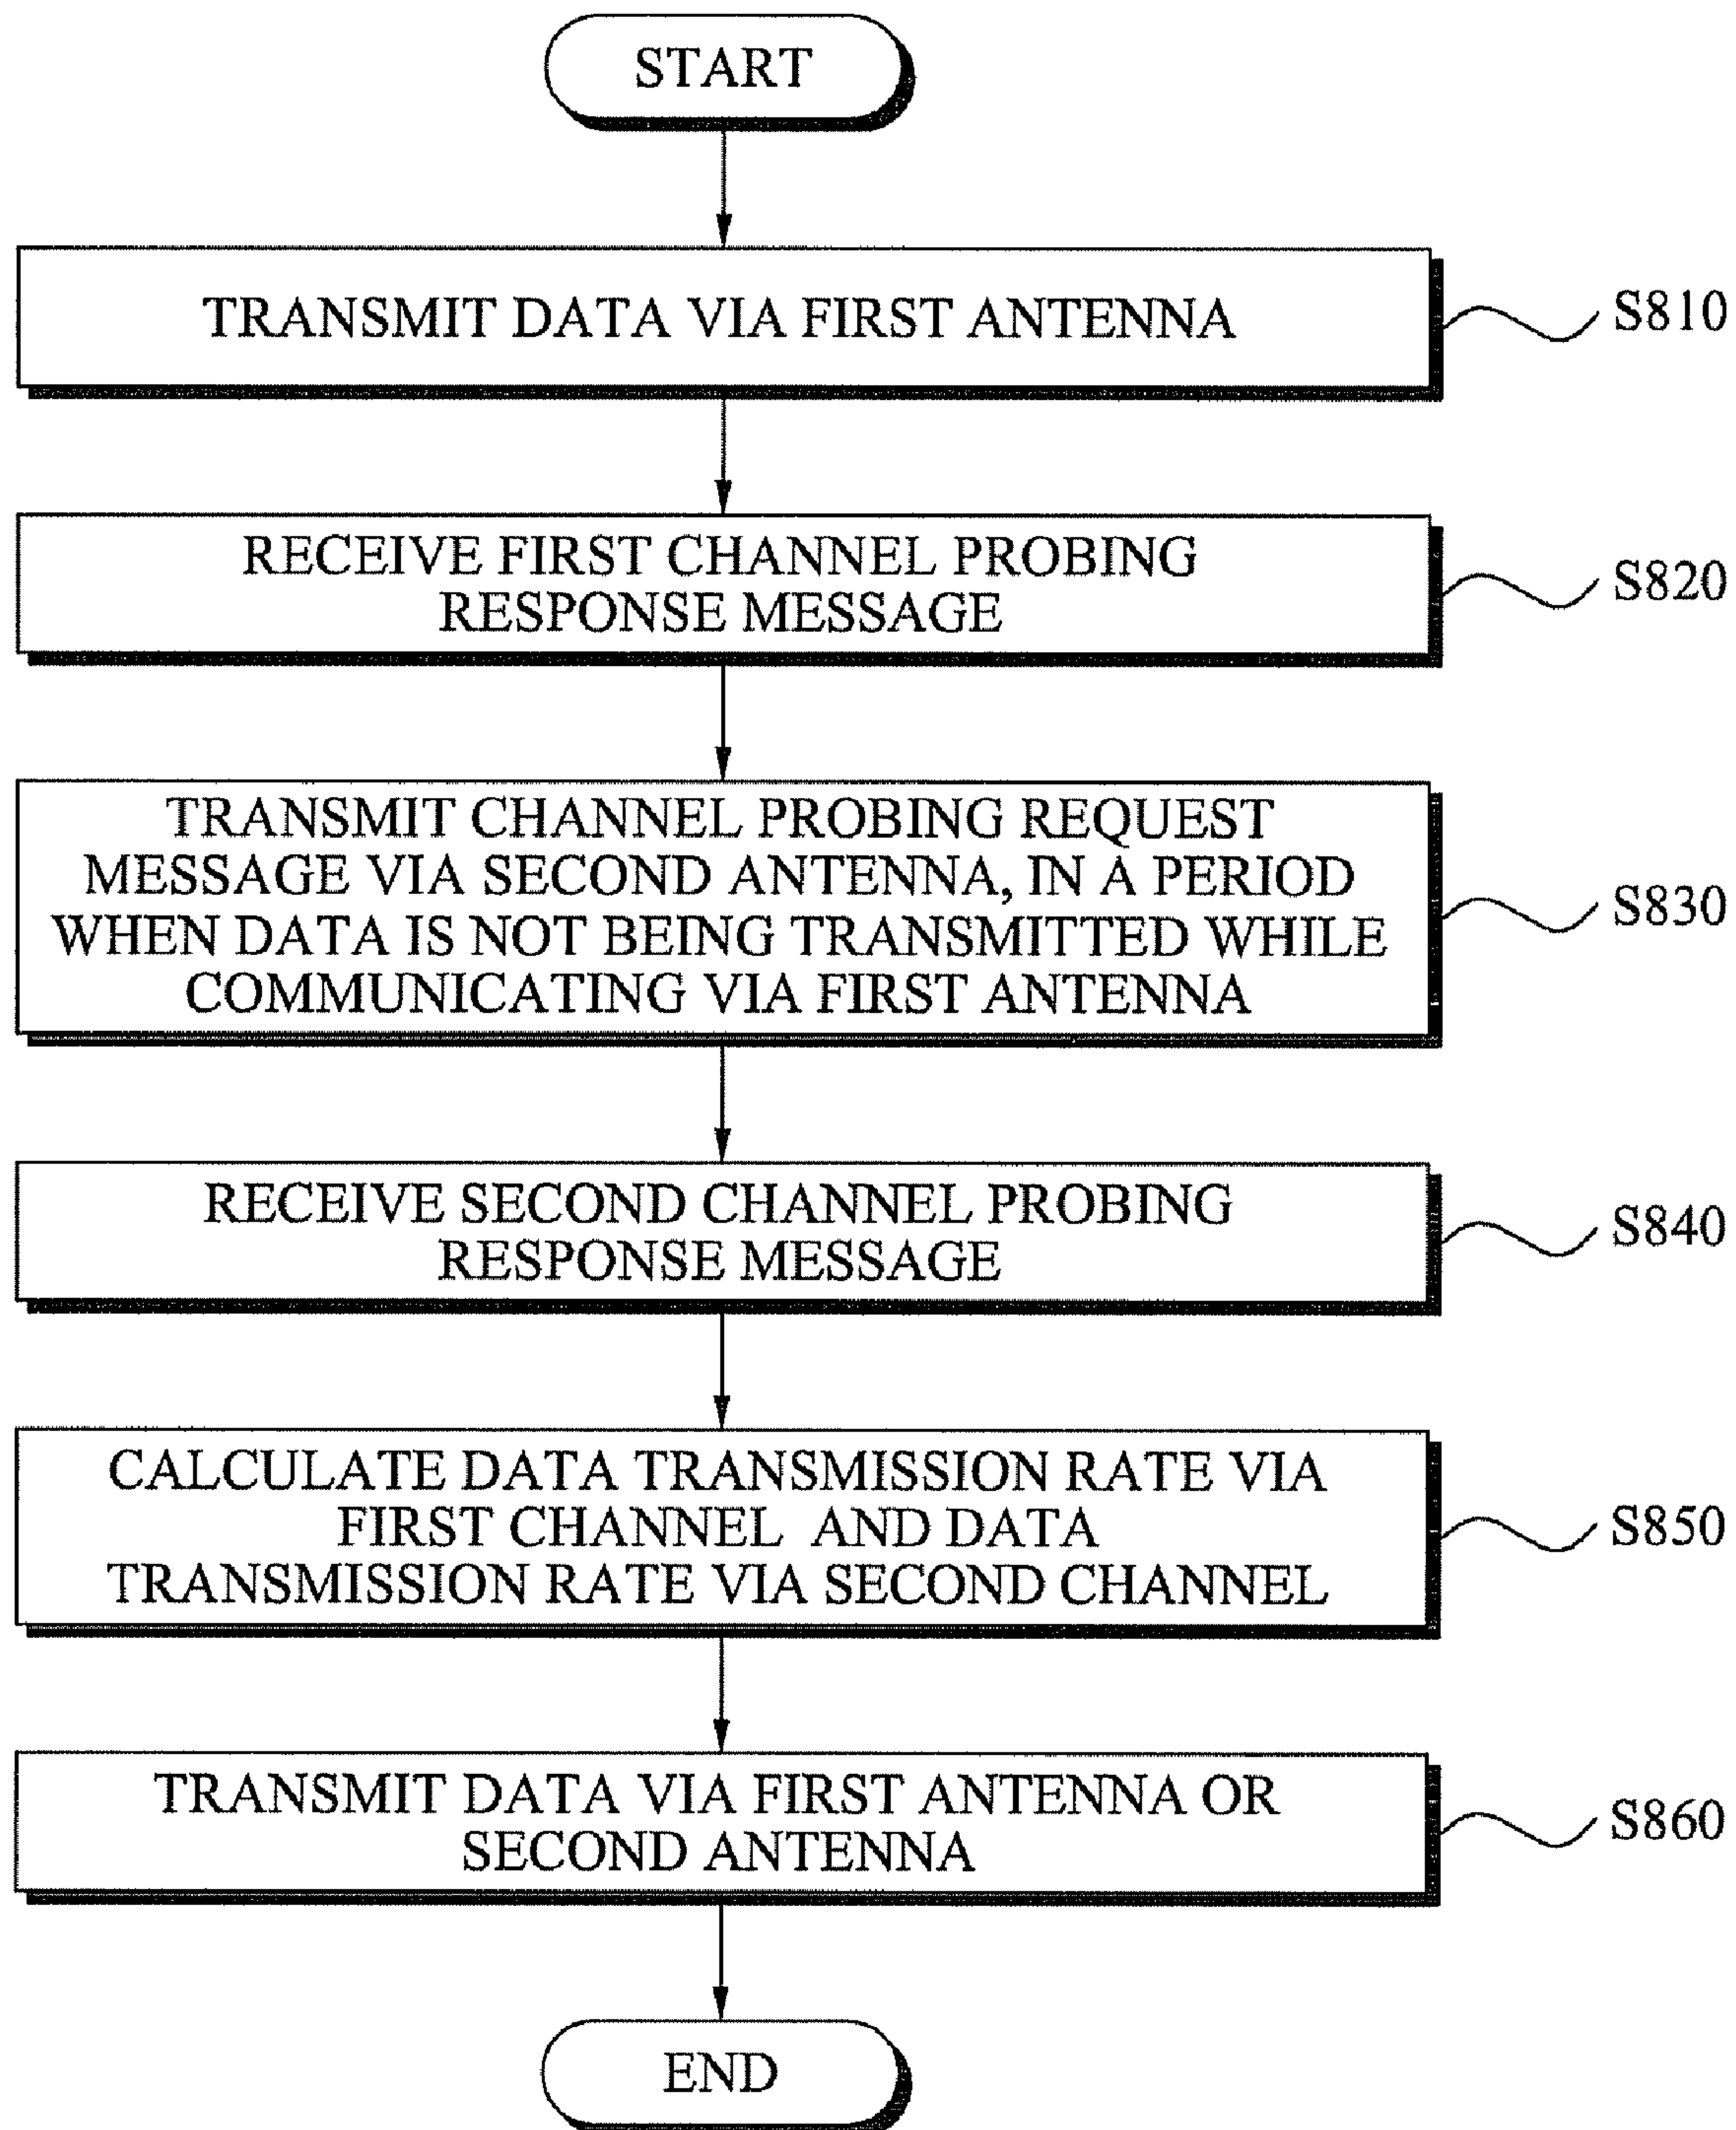 START
TRANSMIT DATA VIA FIRST ANTENNA
S810
RECEIVE FIRST CHANNEL PROBING
RESPONSE MESSAGE
S820
TRANSMIT CHANNEL PROBING REQUEST
MESSAGE VIA SECOND ANTENNA, IN A PERIOD
WHEN DATA IS NOT BEING TRANSMITTED WHILE
COMMUNICATING VIA FIRST ANTENNA
S830
RECEIVE SECOND CHANNEL PROBING
RESPONSE MESSAGE
S840
CALCULATE DATA TRANSMISSION RATE VIA
FIRST CHANNEL AND DATA
TRANSMISSION RATE VIA SECOND CHANNEL
S850
TRANSMIT DATA VIA FIRST ANTENNA OR
SECOND ANTENNA
S860
END